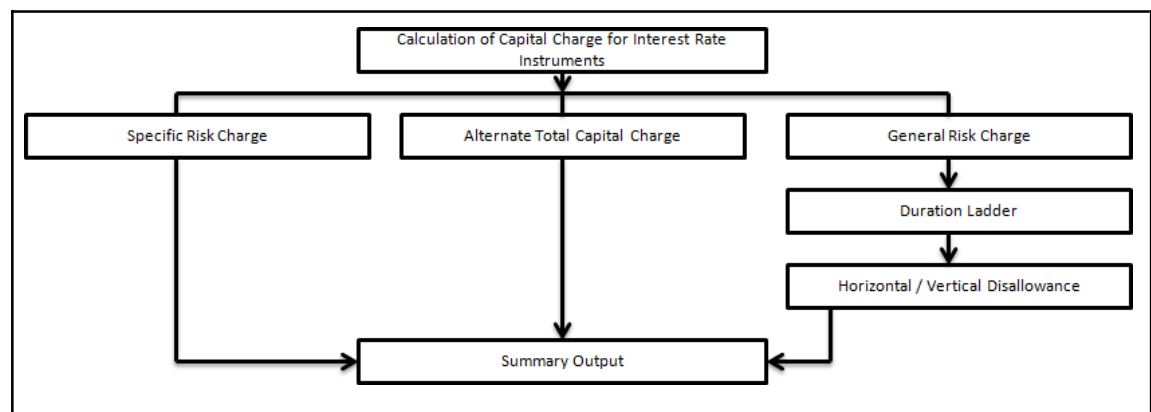 Calculation of Capital Charge for Interest Rate
Instruments
Specific Risk Charge
Alternate Total Capital Charge
General Risk Charge
Duration Ladder
Horizontal / Vertical Disallowance
Summary Output